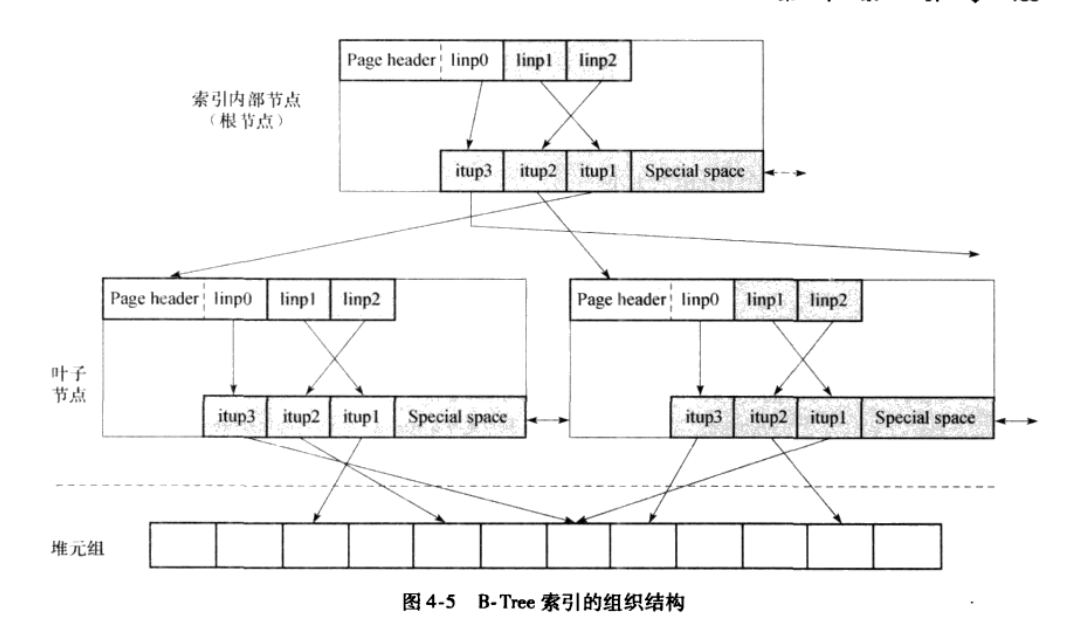 Page header linp0 linp1 linp2
索引内部节点
（根节点）
itup3 itup2 itup1 Special space
Page header linp0 linp1 linp2
Page header linp0 linp1 linp2
叶子
节点
itup3 itup2 itup1 Special space
itup3 itup2 itup1 Special space
堆元组
图 4-5 B-Tree 索引的组织结构